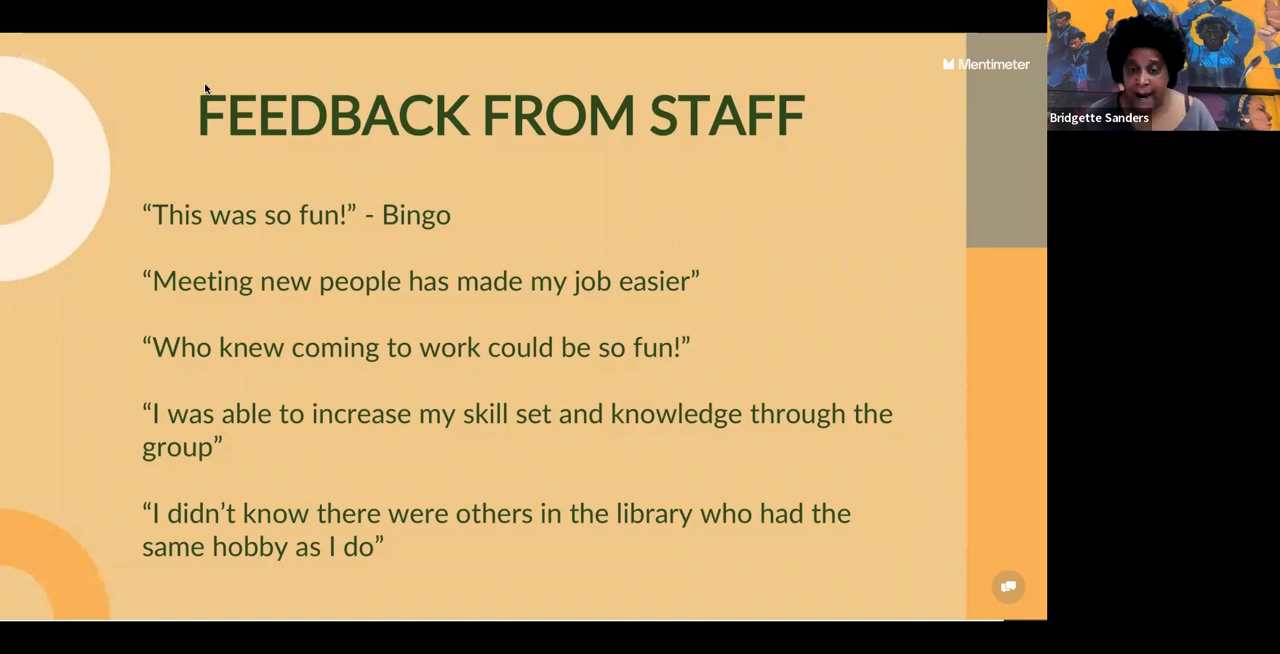 Mentimeter
FEEDBACK FROM STAFF
Bridgette Sanders
“This was so fun!” - Bingo
“Meeting new people has made my job easier”
“Who knew coming to work could be so fun!”
“I was able to increase my skill set and knowledge through the
group”
“I didn’t know there were others in the library who had the
same hobby as I do”